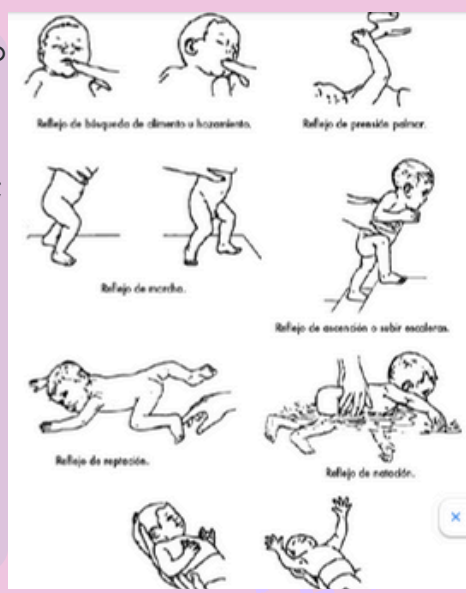 Reflejo de búsqueda de alimento u hozamiento.
Reflejo de prensión palmar.
Reflejo de marcha.
Reflejo de ascensión o subir escaleras.
Reflejo de reptación.
Reflejo de natación.